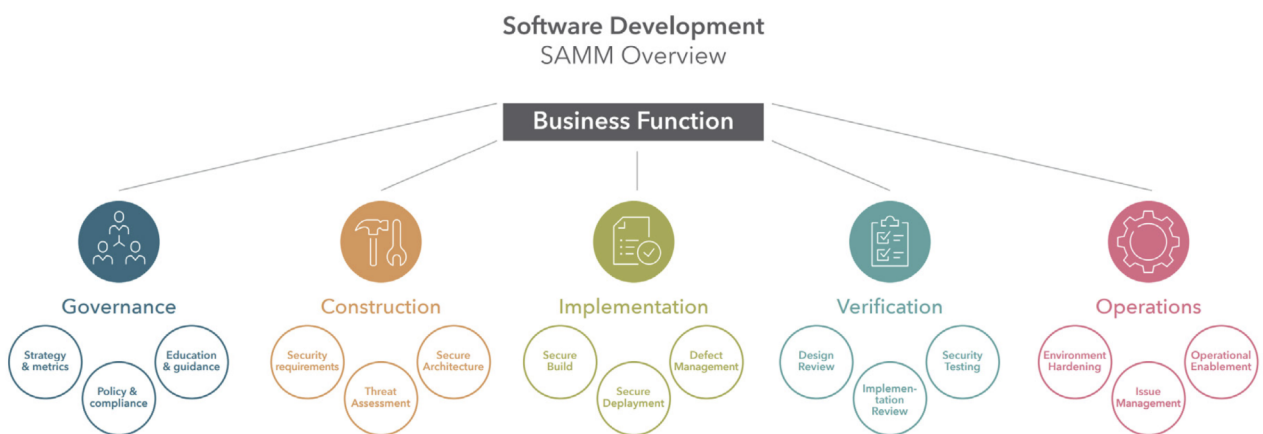 Software Development
SAMM Overview
Business Function
Governance
Strategy
& metrics
Policy &
compliance
Education
& guidance
Construction
Security
requirements
Threat
Assessment
Secure
Architecture
Implementation
Secure
Build
Secure
Deployment
Defect
Management
Verification
Design
Review
Implemen-
tation
Review
Security
Testing
Operations
Environment
Hardening
Issue
Management
Operational
Enablement